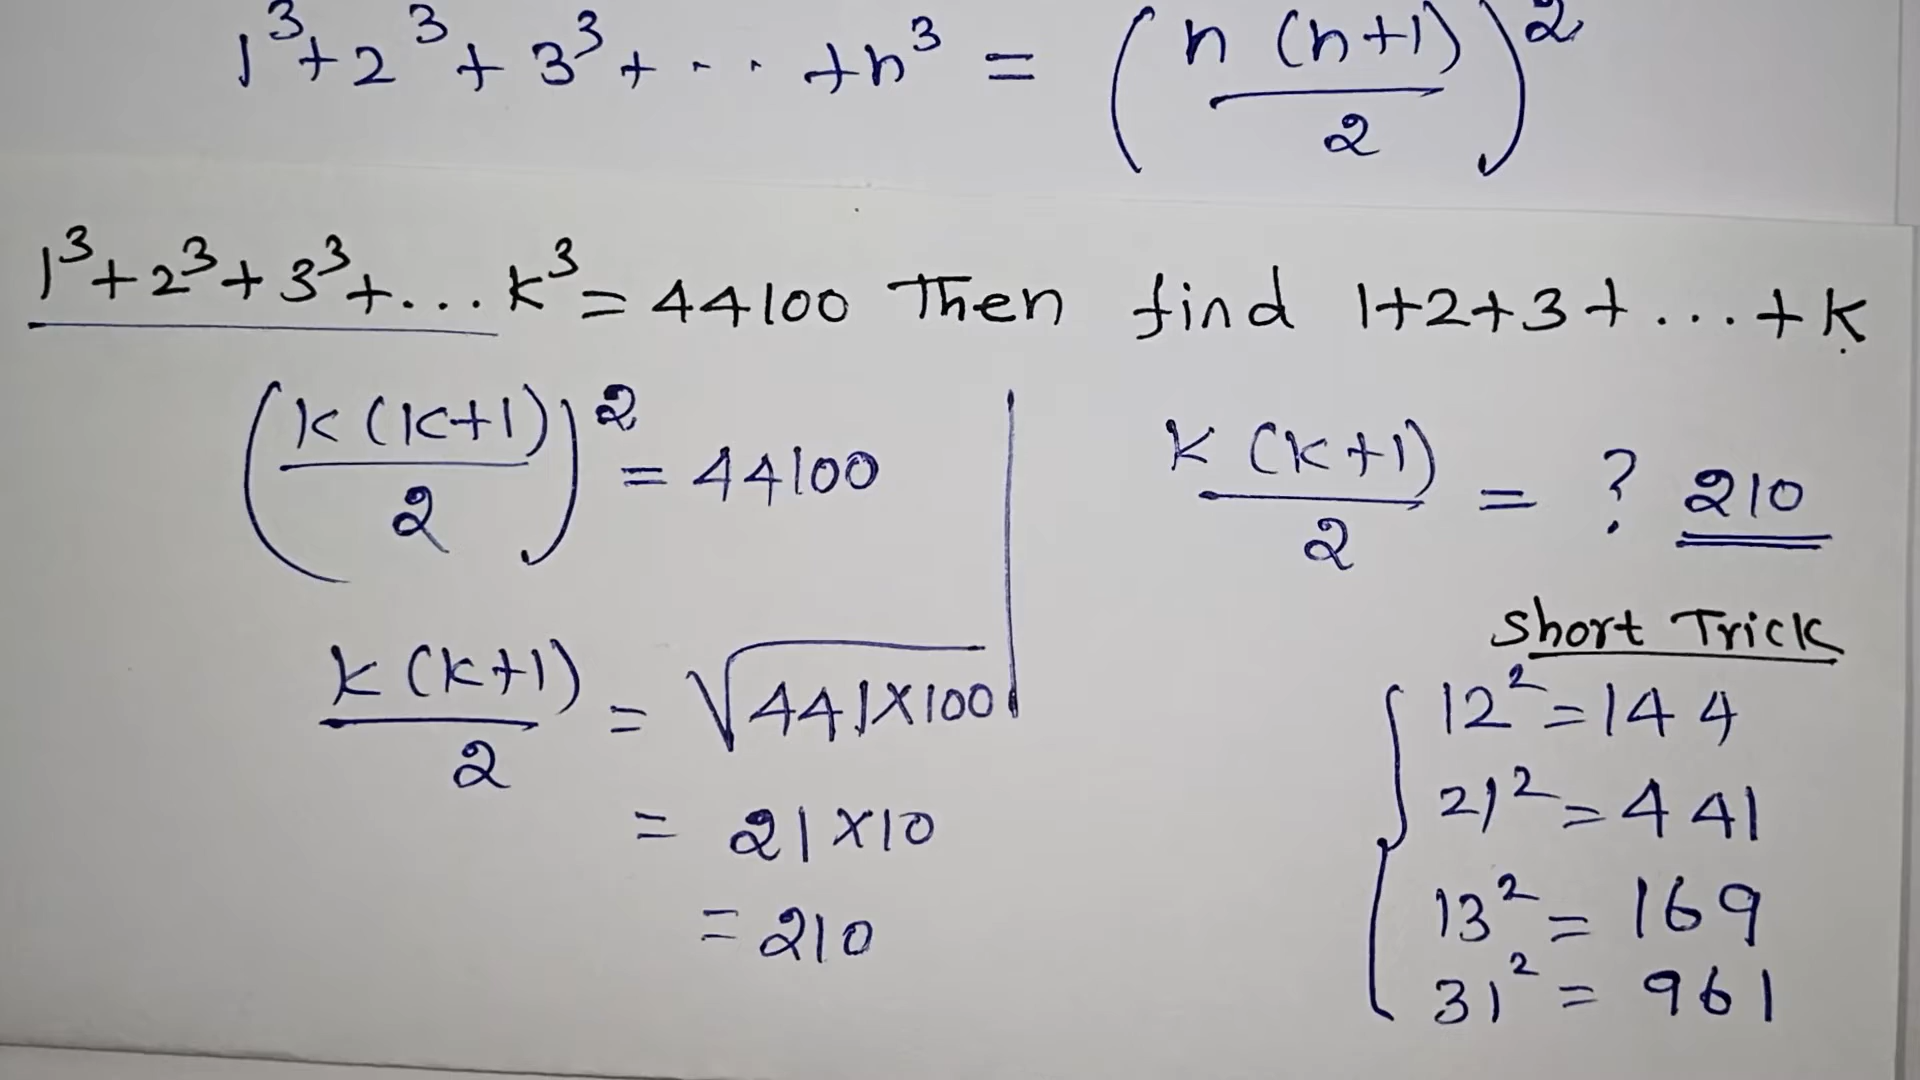 1³+2³+3³+...+n³ = (n(n+1)/2)²
1³+2³+3³+...k³=44100 Then find 1+2+3+...+k
(k(k+1)/2)² = 44100
k(k+1)/2 = √441×100
= 21×10
= 210
k(k+1)/2 = ? 210
Short Trick
12²=144
21²=441
13²=169
31²=961